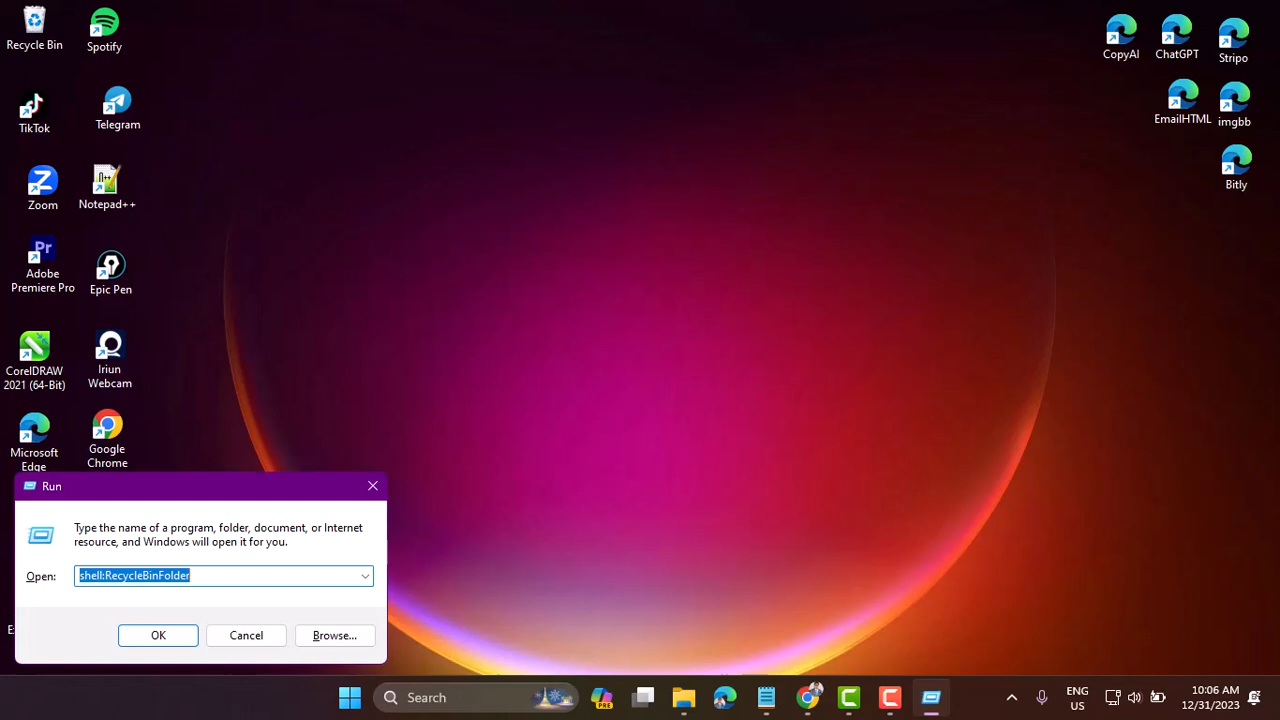 Recycle Bin
Spotify
CopyAI
ChatGPT
Stripo
TikTok
Telegram
EmailHTML
imgbb
Zoom
Notepad++
Bitly
Adobe
Premiere Pro
Epic Pen
CorelDRAW
2021 (64-Bit)
Iriun
Webcam
Microsoft
Edge
Google
Chrome
Run
Type the name of a program, folder, document, or Internet
resource, and Windows will open it for you.
Open:
shell:RecycleBinFolder
OK
Cancel
Browse...
Search
PRE
ENG
US
10:06 AM
12/31/2023